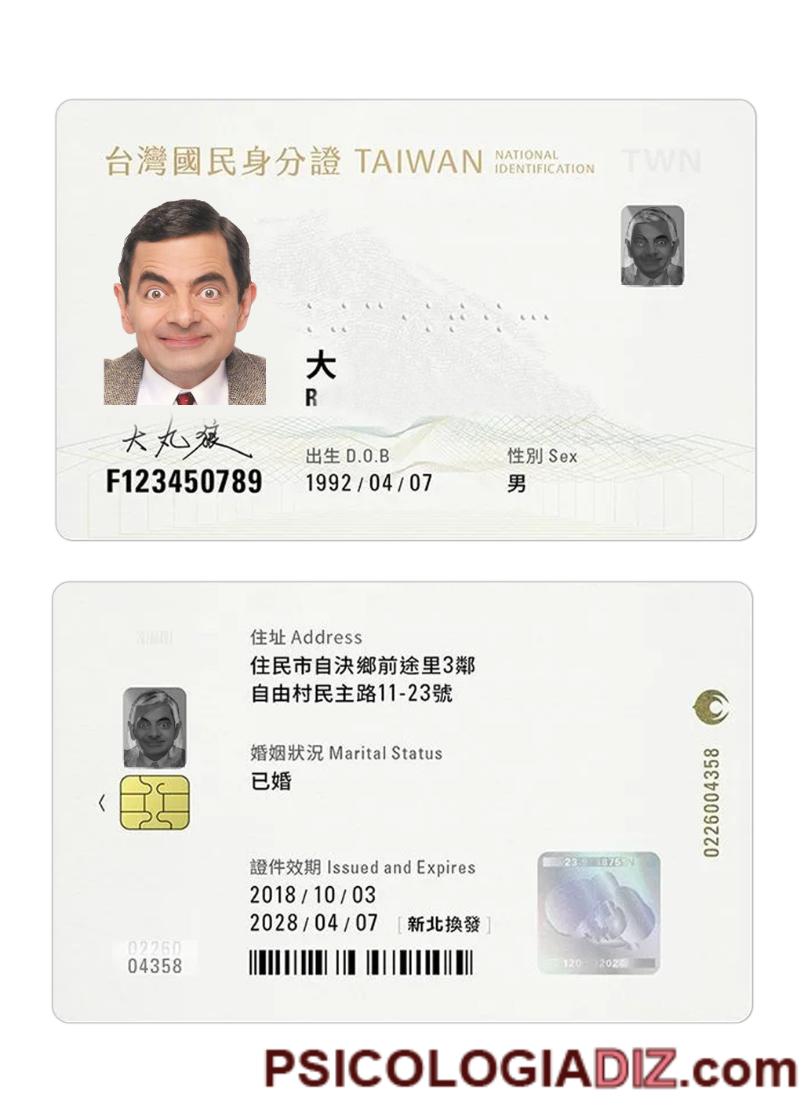 台灣國民身分證 TAIWAN NATIONAL IDENTIFICATION TWN
大
R
大丸狼
F123450789
出生 D.O.B
1992 / 04 / 07
性別 Sex
男
住址 Address
住民市自決鄉前途里3鄰
自由村民主路11-23號
婚姻狀況 Marital Status
已婚
0226004358
證件效期 Issued and Expires
2018 / 10 / 03
2028 / 04 / 07 [ 新北換發 ]
02260
04358
PSICOLOGIADIZ.com